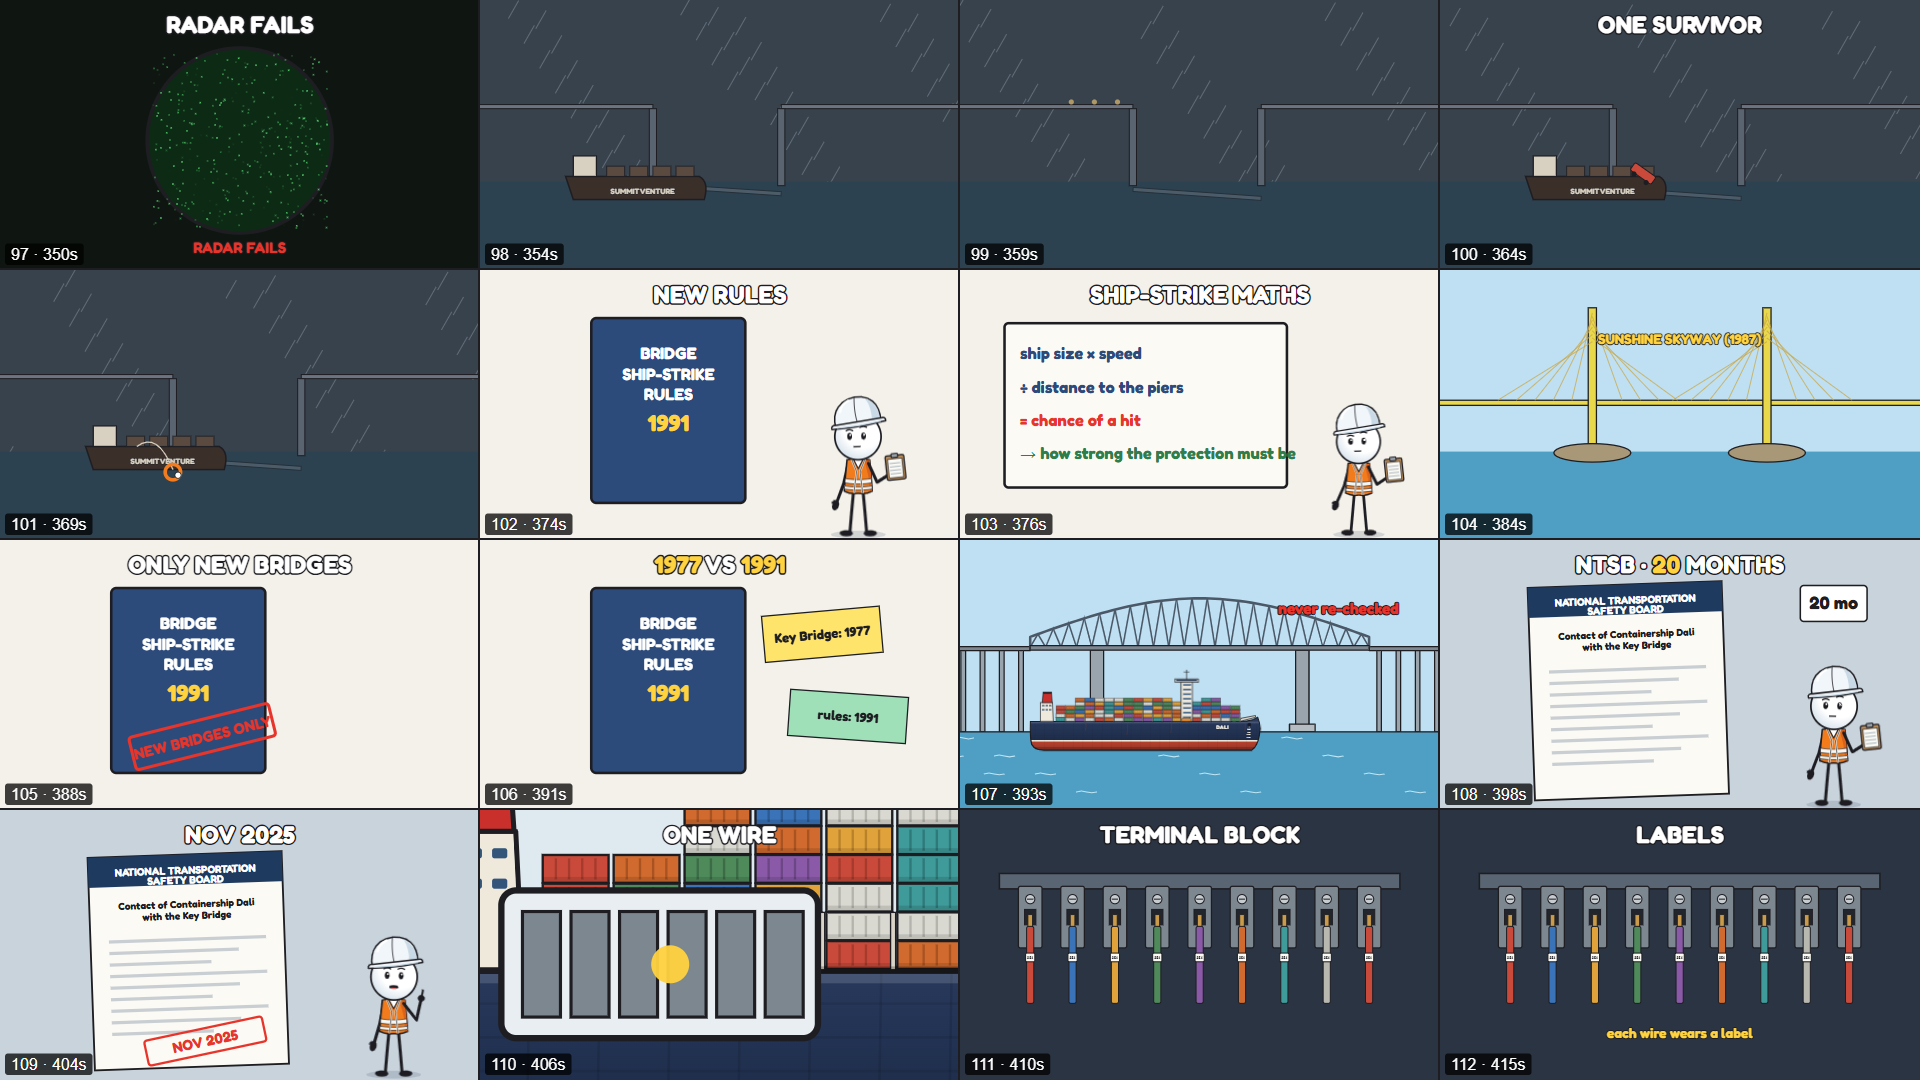 RADAR FAILS
RADAR FAILS
97 · 350s
SUMMIT VENTURE
98 · 354s
99 · 359s
ONE SURVIVOR
SUMMIT VENTURE
100 · 364s
SUMMIT VENTURE
101 · 369s
NEW RULES
BRIDGE
SHIP-STRIKE
RULES
1991
102 · 374s
SHIP-STRIKE MATHS
ship size × speed
÷ distance to the piers
= chance of a hit
→ how strong the protection must be
103 · 376s
SUNSHINE SKYWAY (1987)
104 · 384s
ONLY NEW BRIDGES
BRIDGE
SHIP-STRIKE
RULES
1991
NEW BRIDGES ONLY
105 · 388s
1977 VS 1991
BRIDGE
SHIP-STRIKE
RULES
1991
Key Bridge: 1977
rules: 1991
106 · 391s
never re-checked
DALI
107 · 393s
NTSB · 20 MONTHS
NATIONAL TRANSPORTATION
SAFETY BOARD
Contact of Containership Dali
with the Key Bridge
20 mo
108 · 398s
NOV 2025
NATIONAL TRANSPORTATION
SAFETY BOARD
Contact of Containership Dali
with the Key Bridge
NOV 2025
109 · 404s
ONE WIRE
110 · 406s
TERMINAL BLOCK
111 · 410s
LABELS
each wire wears a label
112 · 415s